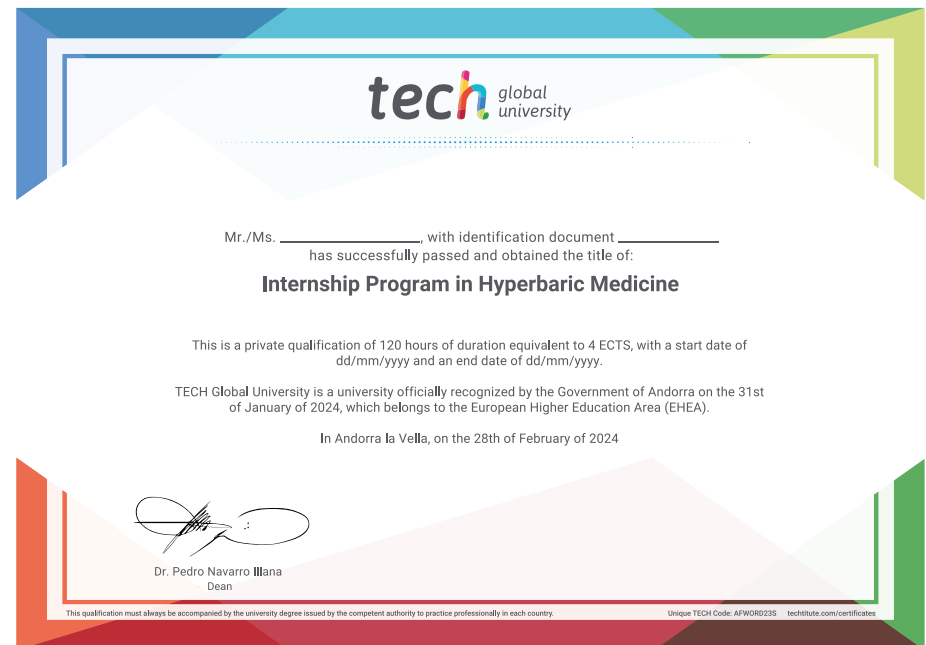 tech global university
Mr./Ms. ____________, with identification document ____________
has successfully passed and obtained the title of:
Internship Program in Hyperbaric Medicine
This is a private qualification of 120 hours of duration equivalent to 4 ECTS, with a start date of
dd/mm/yyyy and an end date of dd/mm/yyyy.
TECH Global University is a university officially recognized by the Government of Andorra on the 31st
of January of 2024, which belongs to the European Higher Education Area (EHEA).
In Andorra la Vella, on the 28th of February of 2024
Dr. Pedro Navarro Illana
Dean
This qualification must always be accompanied by the university degree issued by the competent authority to practice professionally in each country.
Unique TECH Code: AFWORD23S techtitute.com/certificates